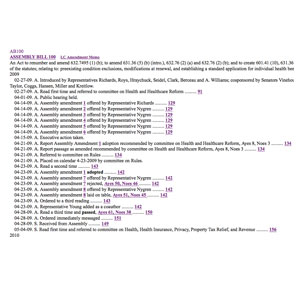 AB100
ASSEMBLY BILL 100 LC Amendment Memo
An Act to renumber and amend 632.7495 (1) (b); to amend 631.36 (5) (b) (intro.), 632.76 (2) (a) and 632.76 (2) (b); and to create 601.41 (10), 631.36
of the statutes, relating to: preexisting condition exclusions, modifications at renewal, and establishing a standard application for individual health ber
2009
02-27-09. A. Introduced by Representatives Richards, Roys, Hraychuck, Seidel, Clark, Berceau and A. Williams; cosponsored by Senators Vinehou
Taylor, Coggs, Hansen, Miller and Kreitlow.
02-27-09. A. Read first time and referred to committee on Health and Healthcare Reform ......... 91
04-01-09. A. Public hearing held.
04-14-09. A. Assembly amendment 1 offered by Representative Richards ......... 129
04-15-09. A. Assembly amendment 2 offered by Representative Nygren ......... 129
04-15-09. A. Assembly amendment 3 offered by Representative Nygren ......... 129
04-15-09. A. Assembly amendment 4 offered by Representative Nygren ......... 129
04-15-09. A. Assembly amendment 5 offered by Representative Nygren ......... 129
04-15-09. A. Assembly amendment 6 offered by Representative Nygren ......... 129
04-15-09. A. Executive action taken.
04-21-09. A. Report Assembly Amendment 1 adoption recommended by committee on Health and Healthcare Reform, Ayes 8, Noes 3 ......... 134
04-21-09. A. Report passage as amended recommended by committee on Health and Healthcare Reform, Ayes 8, Noes 3 ......... 134
04-21-09. A. Referred to committee on Rules ......... 134
04-21-09. A. Placed on calendar 4-23-2009 by committee on Rules.
04-23-09. A. Read a second time ......... 143
04-23-09. A. Assembly amendment 1 adopted ......... 142
04-23-09. A. Assembly amendment 7 offered by Representative Nygren ......... 142
04-23-09. A. Assembly amendment 7 rejected, Ayes 50, Noes 46 ......... 142
04-23-09. A. Assembly amendment 8 offered by Representative Nygren ......... 142
04-23-09. A. Assembly amendment 8 laid on table, Ayes 51, Noes 45 ......... 142
04-23-09. A. Ordered to a third reading ......... 143
04-23-09. A. Representative Young added as a coauthor ......... 142
04-28-09. A. Read a third time and passed, Ayes 61, Noes 38 ......... 150
04-28-09. A. Ordered immediately messaged ......... 151
04-29-09. S. Received from Assembly ......... 149
05-04-09. S. Read first time and referred to committee on Health, Health Insurance, Privacy, Property Tax Relief, and Revenue ......... 156
2010